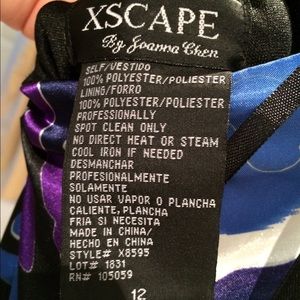 XSCAPE
By Joanna Chen
SELF/VESTIDO
100% POLYESTER/POLIESTER
LINING/FORRO
100% POLYESTER/POLIESTER
PROFESSIONALLY
SPOT CLEAN ONLY
NO DIRECT HEAT OR STEAM
COOL IRON IF NEEDED
DESMANCHAR
PROFESIONALMENTE
SOLAMENTE
NO USAR VAPOR O PLANCHA
CALIENTE, PLANCHA
FRIA SI NECESITA
MADE IN CHINA/
HECHO EN CHINA
STYLE# X8595
LOT# 1831
RN# 105059
12